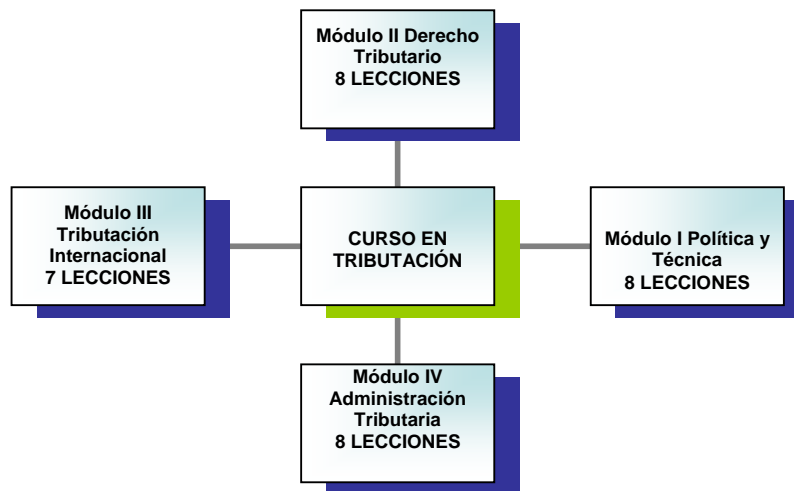 Módulo II Derecho
Tributario
8 LECCIONES
Módulo III
Tributación
Internacional
7 LECCIONES
CURSO EN
TRIBUTACIÓN
Módulo I Política y
Técnica
8 LECCIONES
Módulo IV
Administración
Tributaria
8 LECCIONES